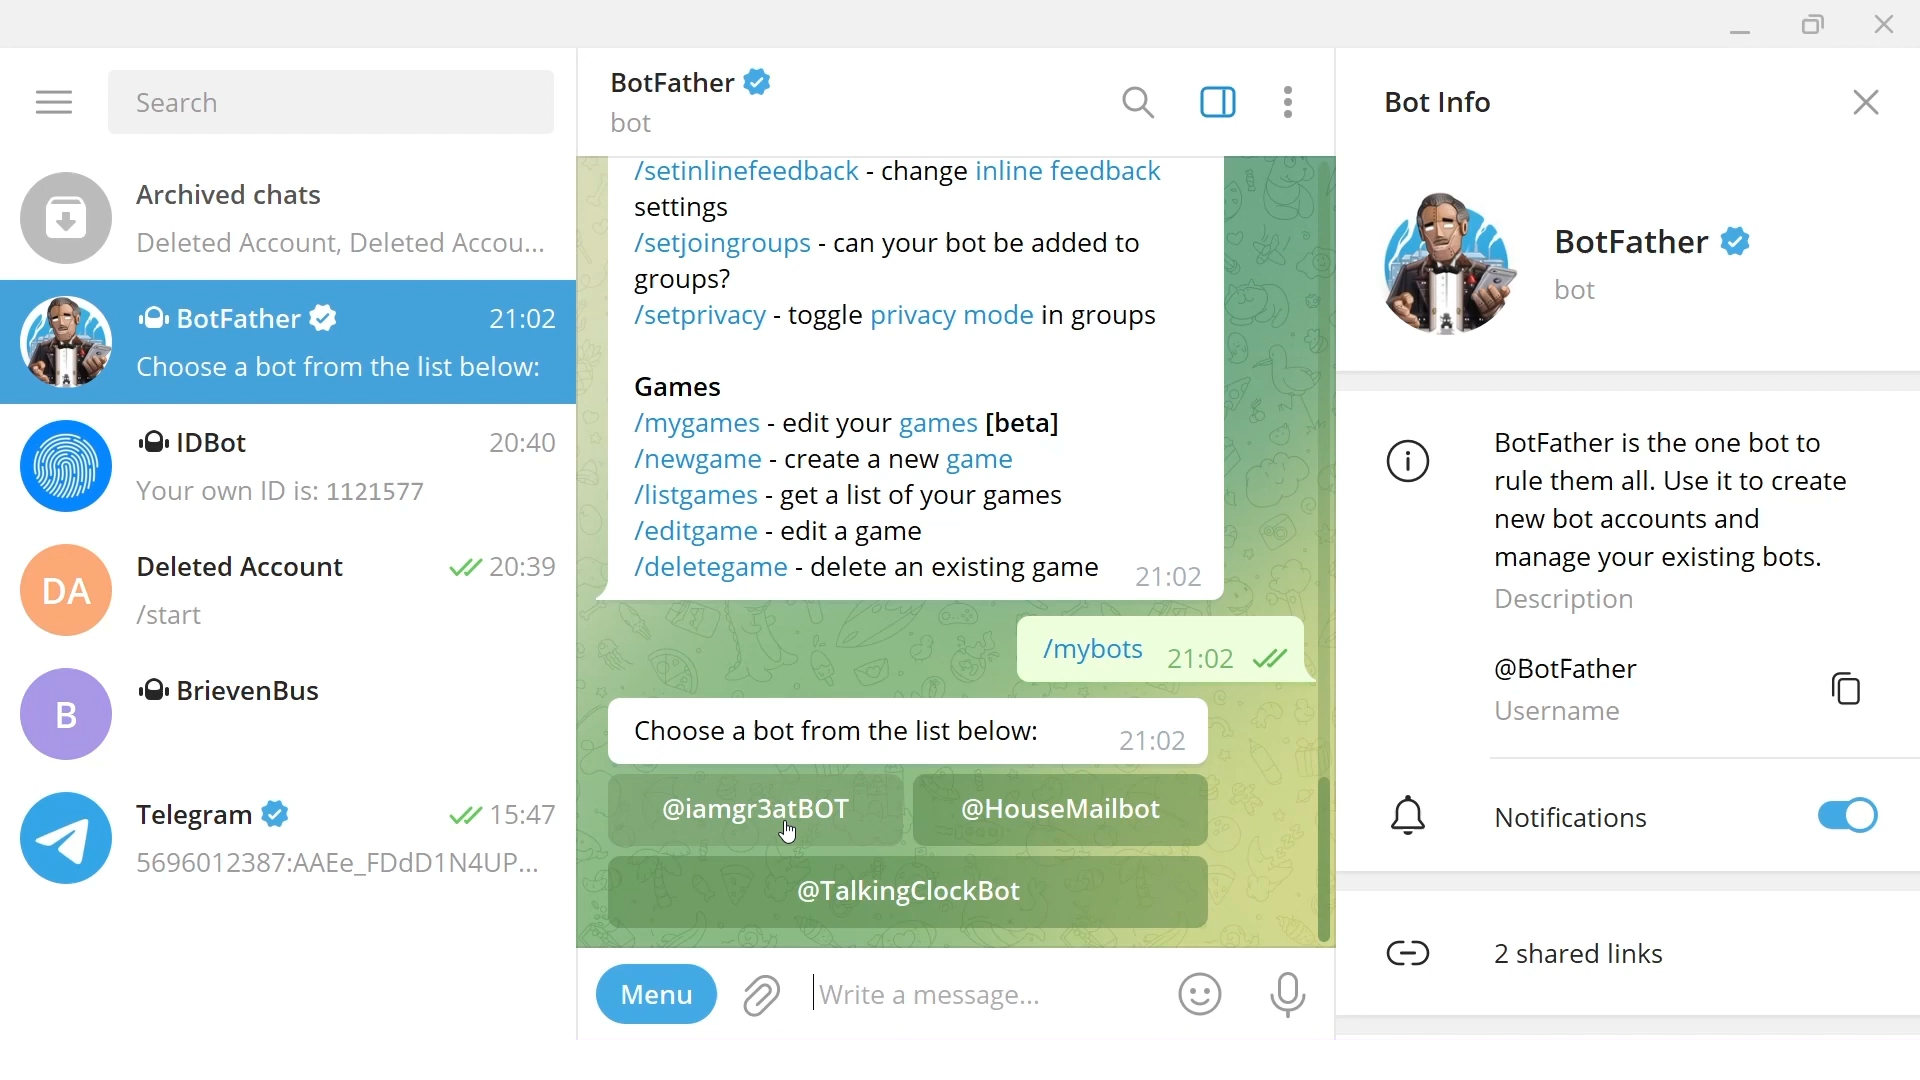 Search
Archived chats
Deleted Account, Deleted Accou...
BotFather
21:02
Choose a bot from the list below:
IDBot
20:40
Your own ID is: 1121577
DA
Deleted Account
20:39
/start
B
BrievenBus
Telegram
15:47
5696012387:AAEe_FDdD1N4UP...
BotFather
bot
/setinlinefeedback - change inline feedback
settings
/setjoingroups - can your bot be added to
groups?
/setprivacy - toggle privacy mode in groups
Games
/mygames - edit your games [beta]
/newgame - create a new game
/listgames - get a list of your games
/editgame - edit a game
/deletegame - delete an existing game
21:02
/mybots
21:02
Choose a bot from the list below:
21:02
@iamgr3atBOT
@HouseMailbot
@TalkingClockBot
Menu
Write a message...
Bot Info
BotFather
bot
BotFather is the one bot to
rule them all. Use it to create
new bot accounts and
manage your existing bots.
Description
@BotFather
Username
Notifications
2 shared links